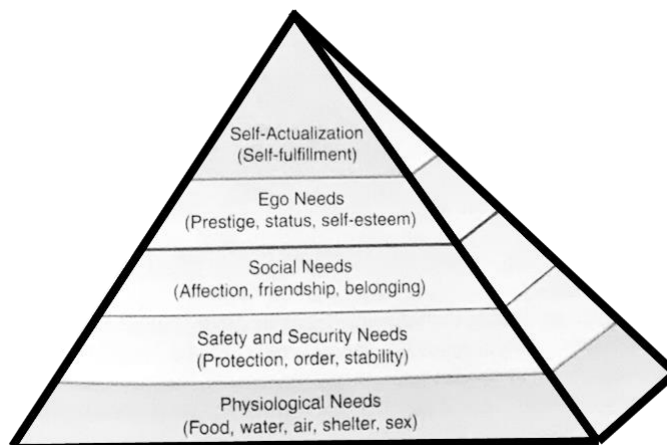 Self-Actualization
(Self-fulfillment)
Ego Needs
(Prestige, status, self-esteem)
Social Needs
(Affection, friendship, belonging)
Safety and Security Needs
(Protection, order, stability)
Physiological Needs
(Food, water, air, shelter, sex)